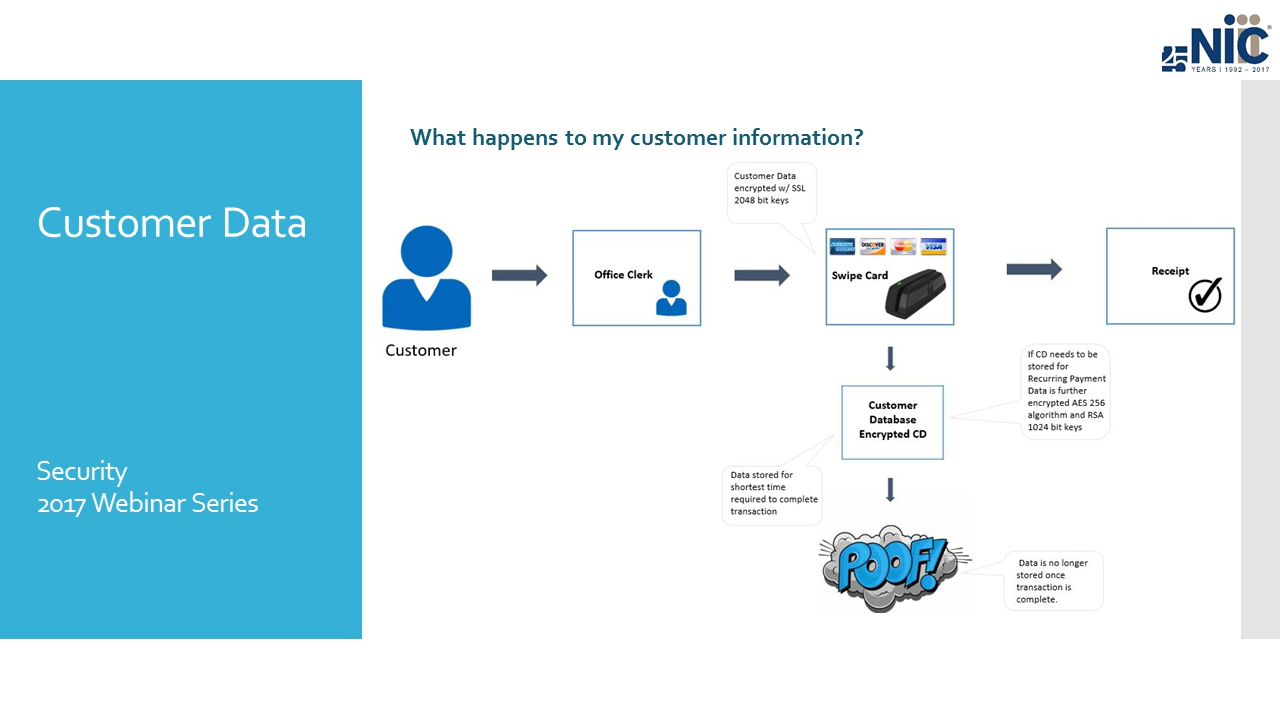 NiC®
25
YEARS | 1992 – 2017
Customer Data
Security
2017 Webinar Series
What happens to my customer information?
Customer Data
encrypted w/ SSL
2048 bit keys
Customer
Office Clerk
DISCOVER
VISA
Swipe Card
Receipt
If CD needs to be
stored for
Recurring Payment
Data is further
encrypted AES 256
algorithm and RSA
1024 bit keys
Customer
Database
Encrypted CD
Data stored for
shortest time
required to complete
transaction
POOF!
Data is no longer
stored once
transaction is
complete.